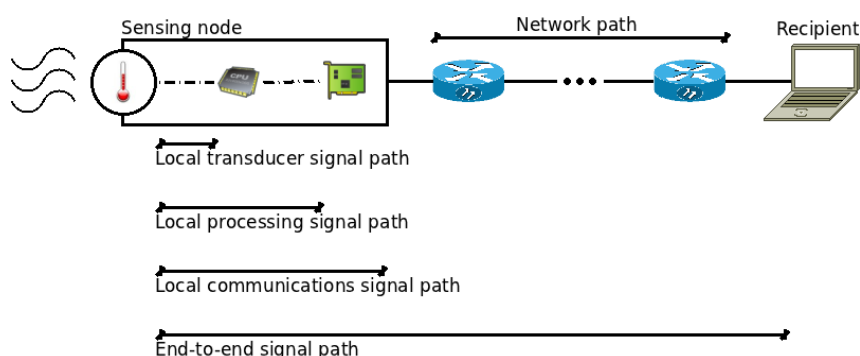 Sensing node
Network path
Recipient
CPU
Local transducer signal path
Local processing signal path
Local communications signal path
End-to-end signal path